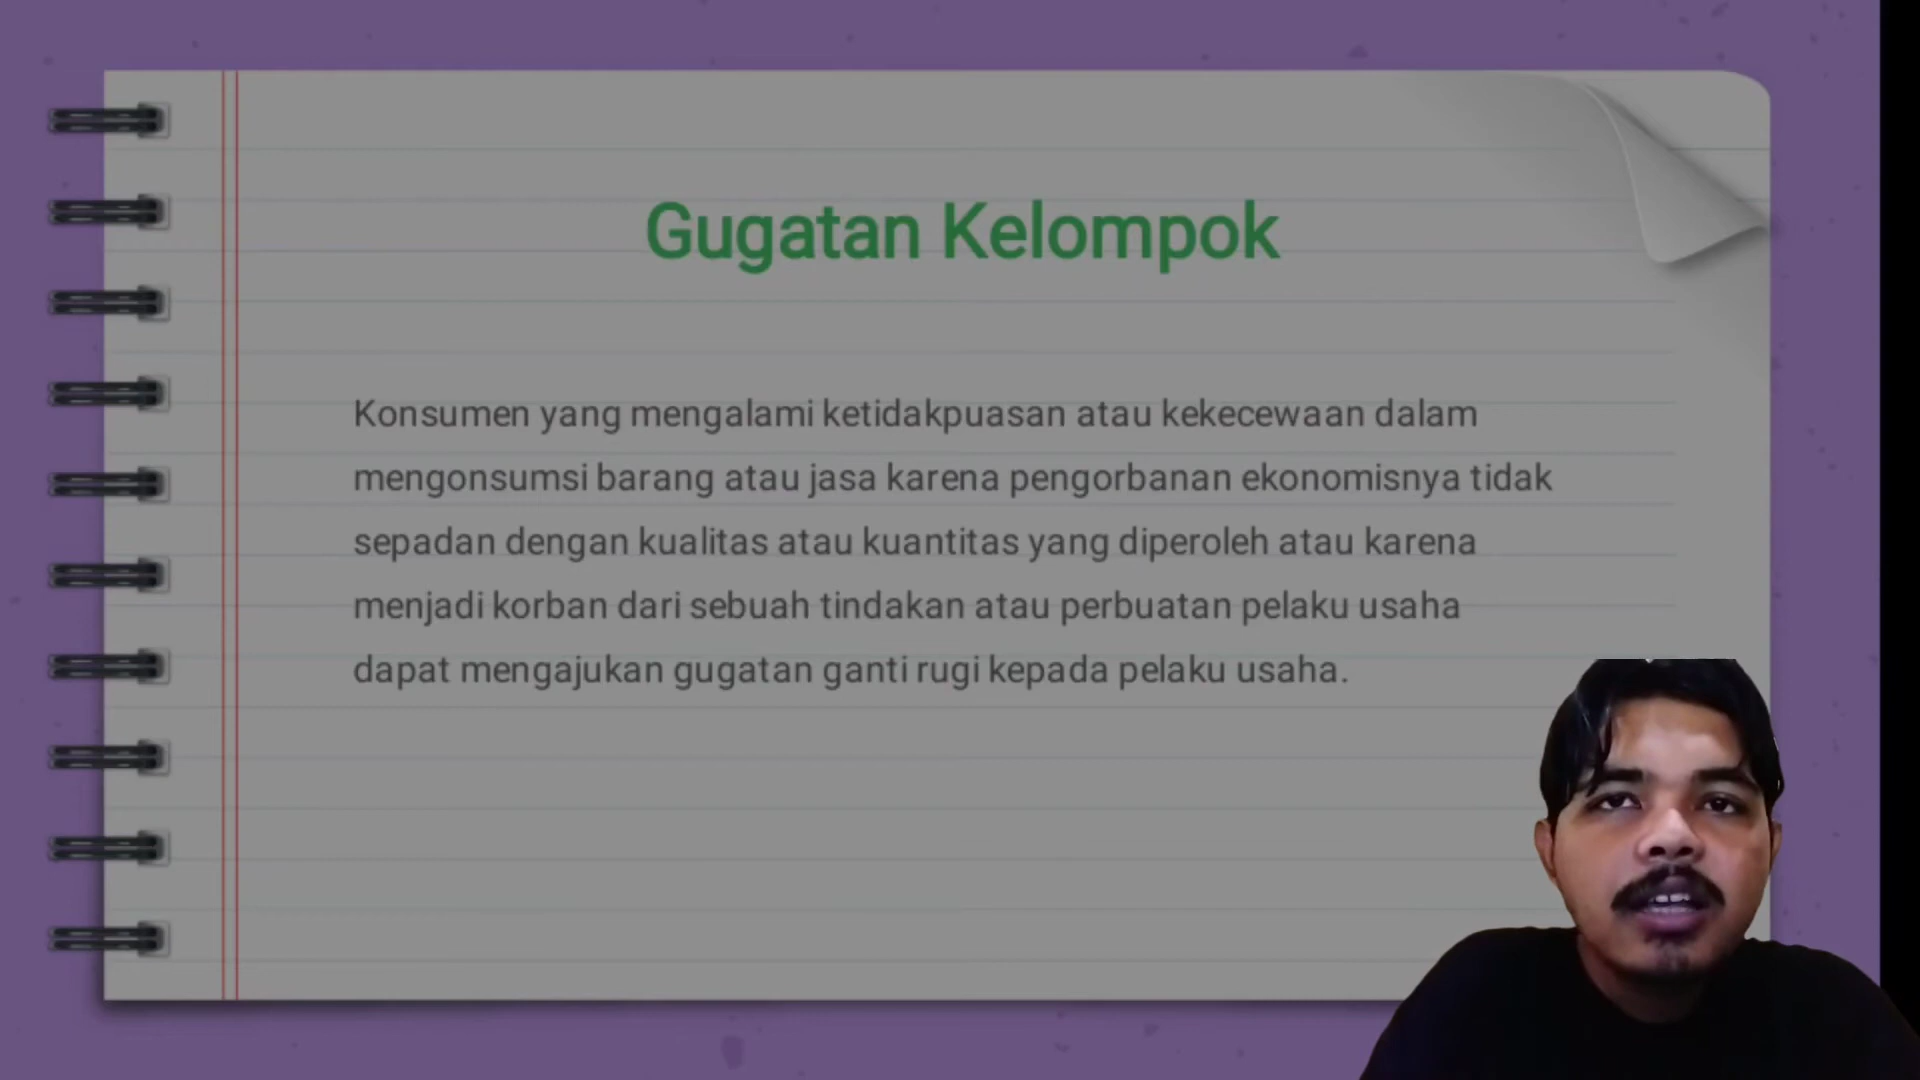 Gugatan Kelompok
Konsumen yang mengalami ketidakpuasan atau kekecewaan dalam
mengonsumsi barang atau jasa karena pengorbanan ekonomisnya tidak
sepadan dengan kualitas atau kuantitas yang diperoleh atau karena
menjadi korban dari sebuah tindakan atau perbuatan pelaku usaha
dapat mengajukan gugatan ganti rugi kepada pelaku usaha.